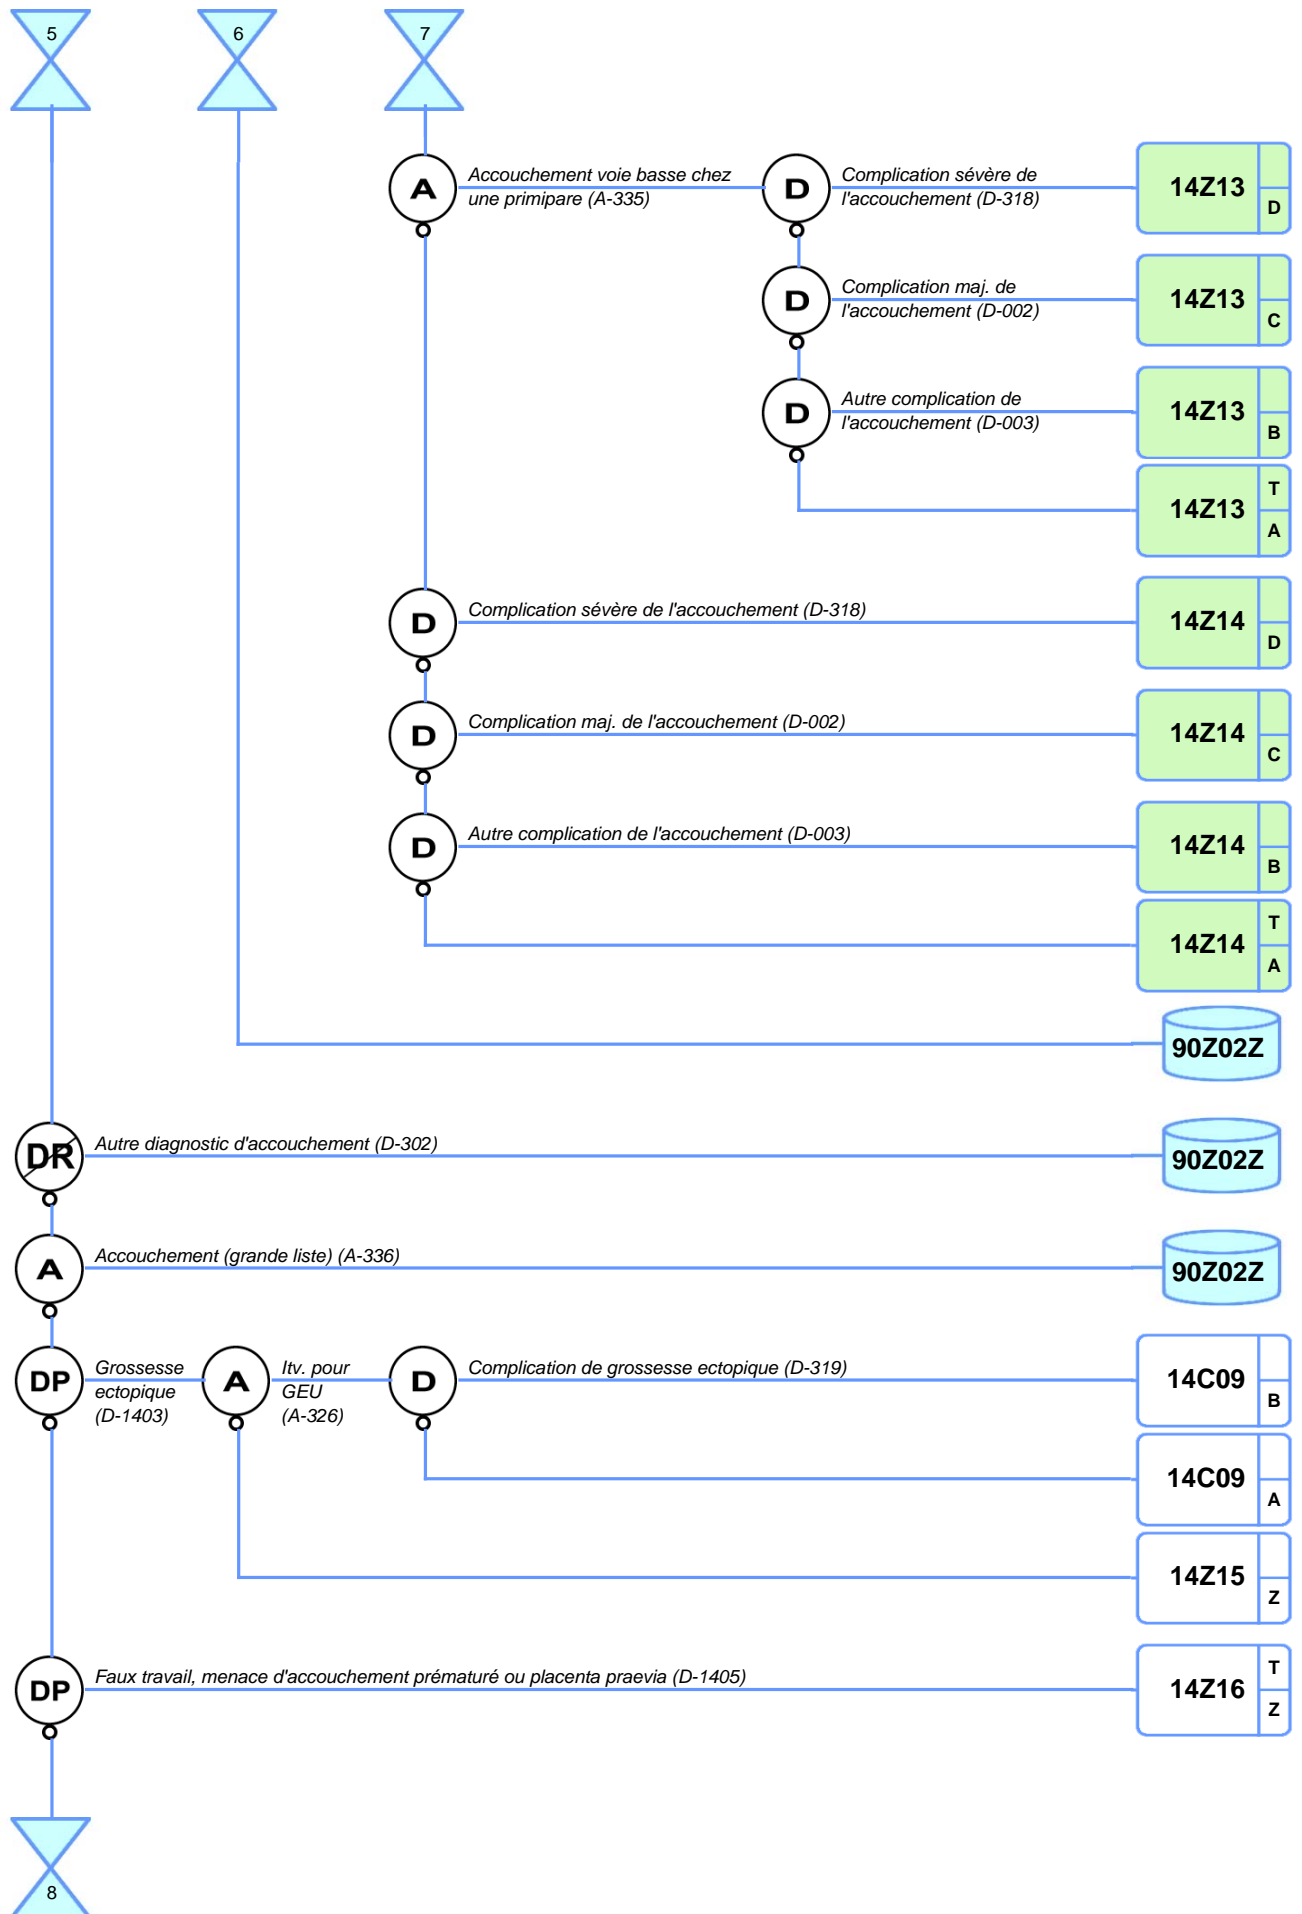 5
6
7
A
Accouchement voie basse chez
une primipare (A-335)
D
Complication sévère de
l'accouchement (D-318)
14Z13
D
D
Complication maj. de
l'accouchement (D-002)
14Z13
C
D
Autre complication de
l'accouchement (D-003)
14Z13
B
14Z13
T
A
D
Complication sévère de l'accouchement (D-318)
14Z14
D
D
Complication maj. de l'accouchement (D-002)
14Z14
C
D
Autre complication de l'accouchement (D-003)
14Z14
B
14Z14
T
A
90Z02Z
DR
Autre diagnostic d'accouchement (D-302)
90Z02Z
A
Accouchement (grande liste) (A-336)
90Z02Z
DP
Grossesse
ectopique
(D-1403)
A
Itv. pour
GEU
(A-326)
D
Complication de grossesse ectopique (D-319)
14C09
B
14C09
A
14Z15
Z
DP
Faux travail, menace d'accouchement prématuré ou placenta praevia (D-1405)
14Z16
T
Z
8